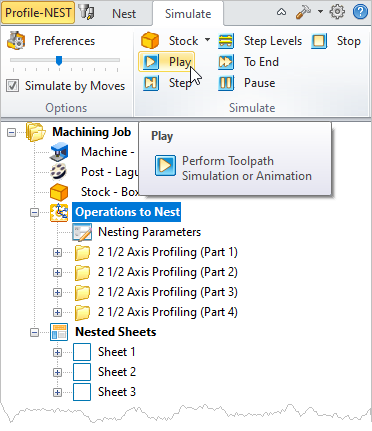 Profile-NEST Nest Simulate
Preferences Stock Step Levels Stop
Play To End
Simulate by Moves Step Pause
Options Simulate
Machining Job
Machine -
Post - Lagu
Stock - Box
Play
Perform Toolpath
Simulation or Animation
Operations to Nest
Nesting Parameters
2 1/2 Axis Profiling (Part 1)
2 1/2 Axis Profiling (Part 2)
2 1/2 Axis Profiling (Part 3)
2 1/2 Axis Profiling (Part 4)
Nested Sheets
Sheet 1
Sheet 2
Sheet 3